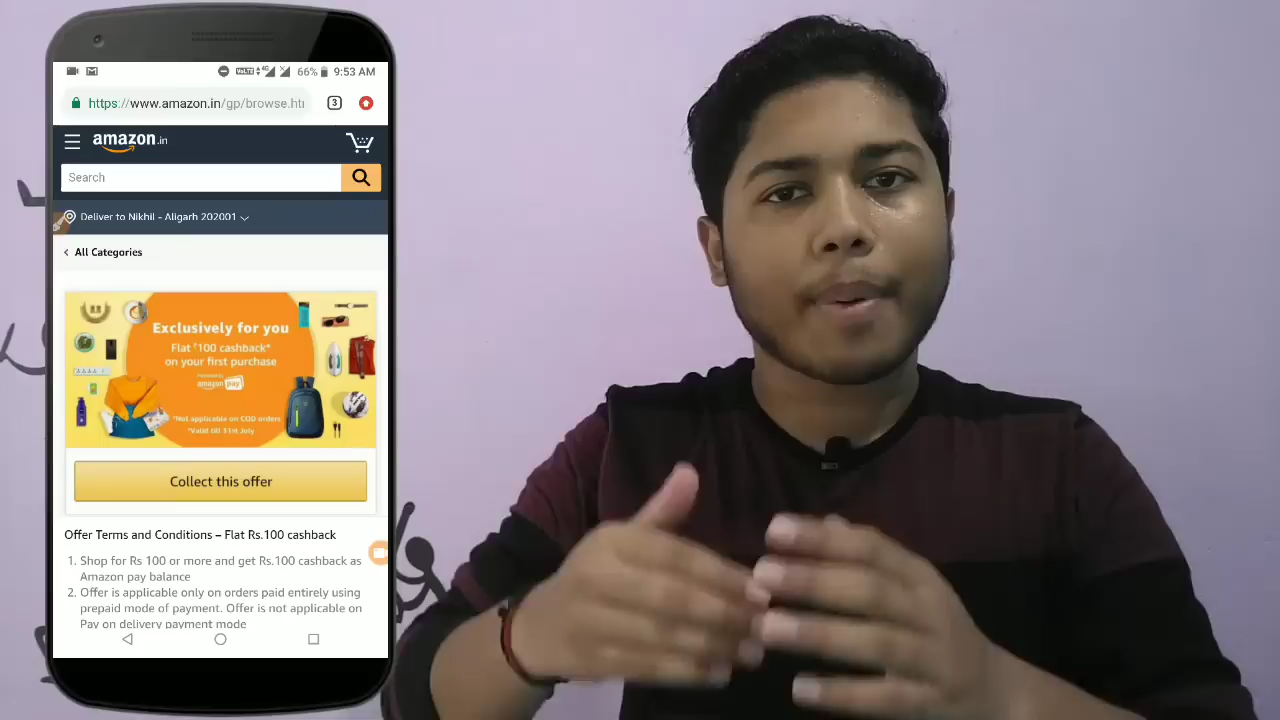 66% 9:53 AM
https://www.amazon.in/gp/browse.ht
3
amazon.in
Search
Deliver to Nikhil - Aligarh 202001
All Categories
Exclusively for you
Flat ₹100 cashback*
on your first purchase
amazon pay
*Not applicable on COD orders
*Valid till 31st July
Collect this offer
Offer Terms and Conditions – Flat Rs.100 cashback
1. Shop for Rs 100 or more and get Rs.100 cashback as
Amazon pay balance
2. Offer is applicable only on orders paid entirely using
prepaid mode of payment. Offer is not applicable on
Pay on delivery payment mode